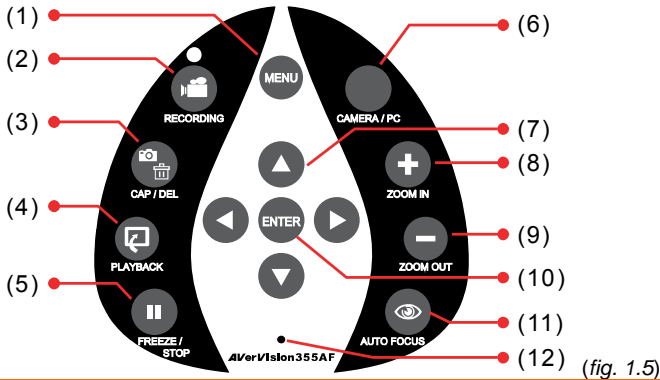 (1)
(2)
(3)
(4)
(5)
(6)
(7)
(8)
(9)
(10)
(11)
(12)
MENU
RECORDING
CAMERA / PC
CAP / DEL
ZOOM IN
ENTER
PLAYBACK
ZOOM OUT
FREEZE /
STOP
AUTO FOCUS
AVerVision355AF
(fig. 1.5)